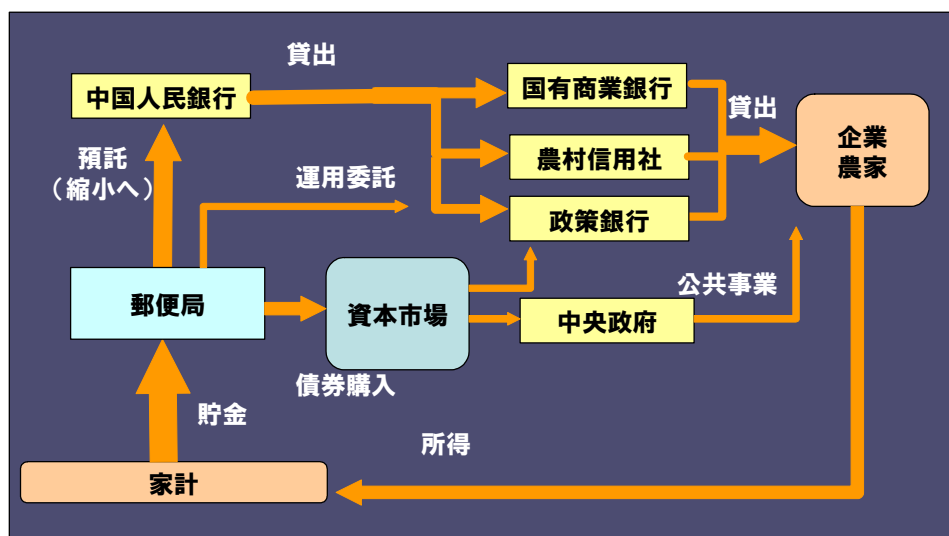 貸出
中国人民銀行
国有商業銀行
貸出
企業
農家
預託
（縮小へ）
農村信用社
運用委託
政策銀行
郵便局
資本市場
公共事業
中央政府
債券購入
貯金
所得
家計